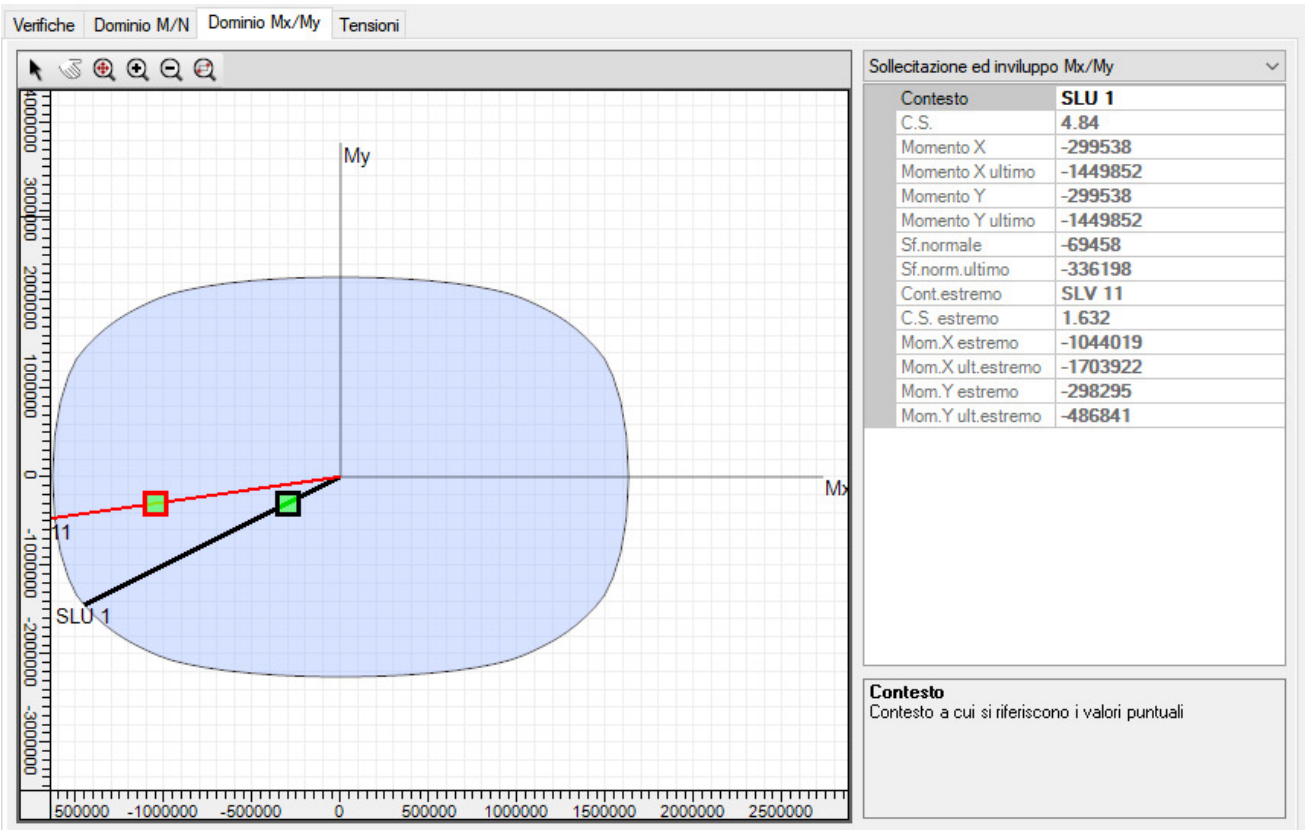 Verifiche Dominio M/N Dominio Mx/My Tensioni
Sollecitazione ed inviluppo Mx/My
Contesto SLU 1
C.S. 4.84
Momento X -299538
Momento X ultimo -1449852
Momento Y -299538
Momento Y ultimo -1449852
Sf.normale -69458
Sf.norm.ultimo -336198
Cont.estremo SLV 11
C.S. estremo 1.632
Mom.X estremo -1044019
Mom.X ult.estremo -1703922
Mom.Y estremo -298295
Mom.Y ult.estremo -486841
Contesto
Contesto a cui si riferiscono i valori puntuali
4000000
3000000
2000000
1000000
0
-1000000
-2000000
-3000000
My
Mx
11
SLU 1
500000 -1000000 -500000 0 500000 1000000 1500000 2000000 2500000